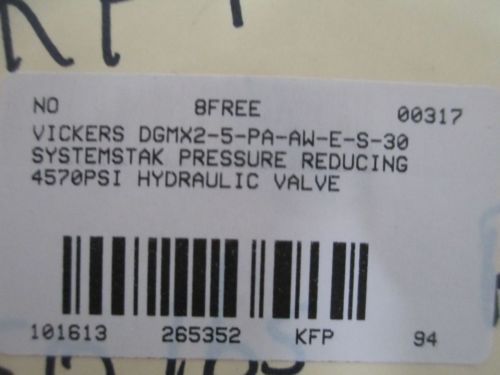 NO 8FREE 00317
VICKERS DGMX2-5-PA-AW-E-S-30
SYSTEMSTAK PRESSURE REDUCING
4570PSI HYDRAULIC VALVE
101613 265352 KFP 94